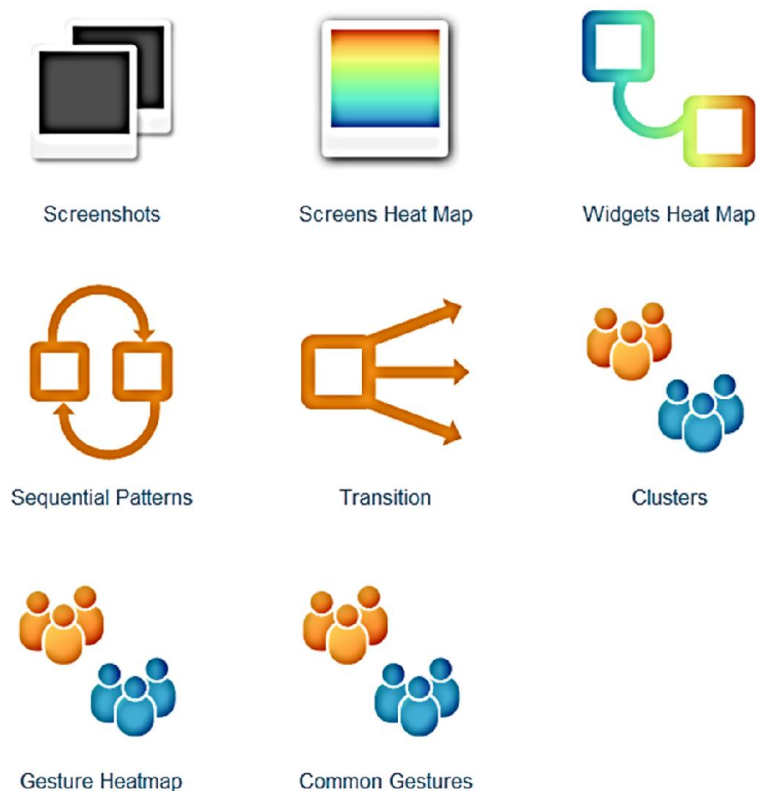 Screenshots
Screens Heat Map
Widgets Heat Map
Sequential Patterns
Transition
Clusters
Gesture Heatmap
Common Gestures